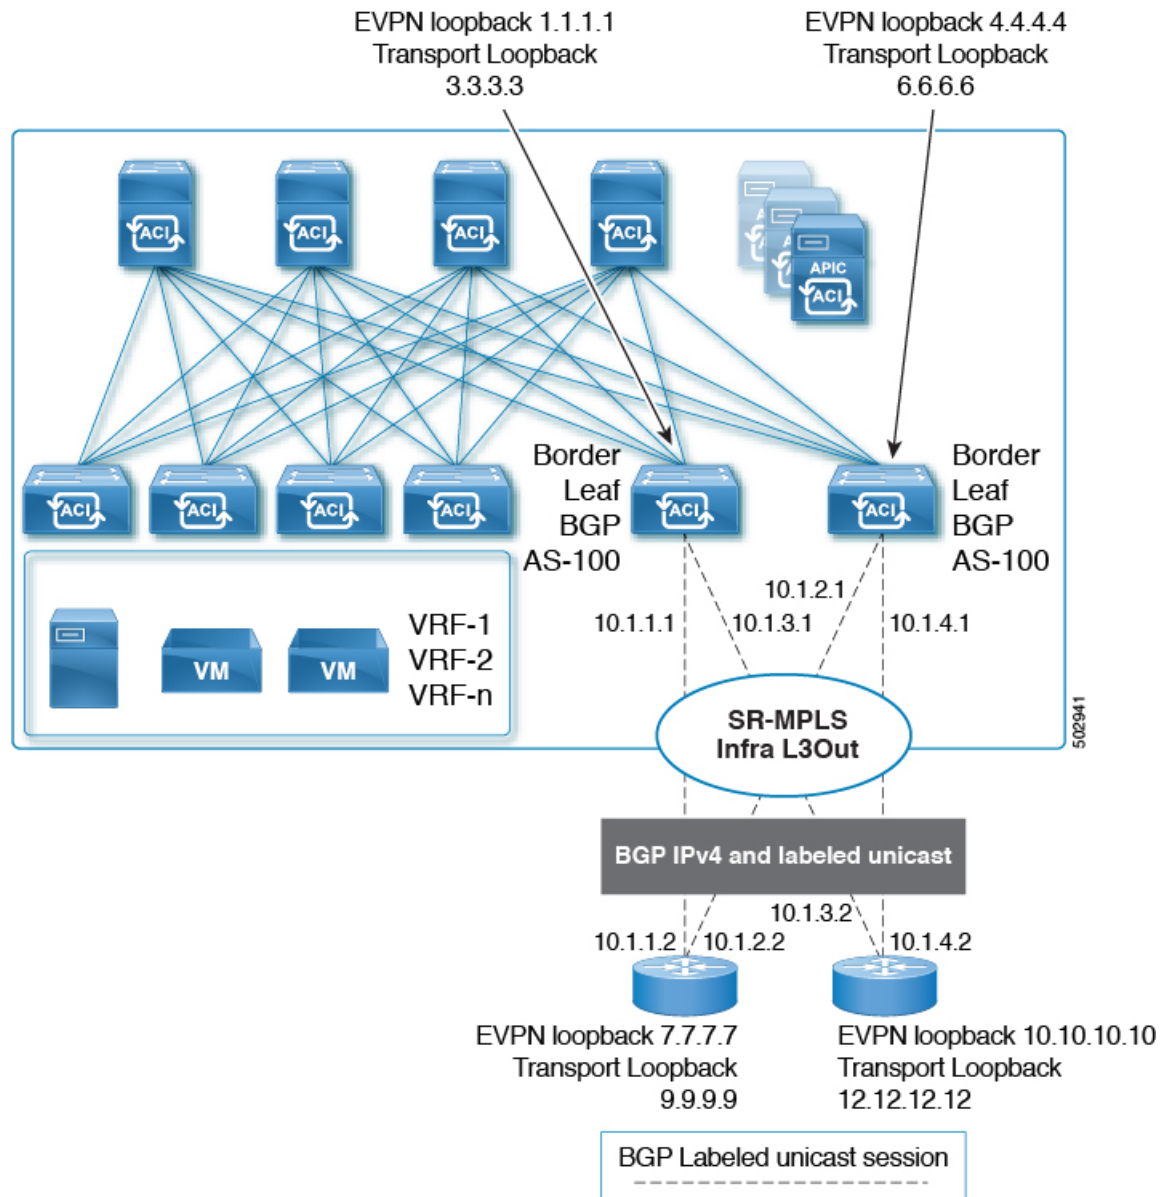 EVPN loopback 1.1.1.1
Transport Loopback
3.3.3.3
EVPN loopback 4.4.4.4
Transport Loopback
6.6.6.6
ACI
ACI
ACI
ACI
A
A
APIC
ACI
ACI
ACI
ACI
ACI
Border
Leaf
BGP
AS-100
ACI
ACI
Border
Leaf
BGP
AS-100
VM
VM
VRF-1
VRF-2
VRF-n
10.1.2.1
10.1.1.1
10.1.3.1
10.1.4.1
SR-MPLS
Infra L3Out
502941
BGP IPv4 and labeled unicast
10.1.3.2
10.1.1.2
10.1.2.2
10.1.4.2
EVPN loopback 7.7.7.7
Transport Loopback
9.9.9.9
EVPN loopback 10.10.10.10
Transport Loopback
12.12.12.12
BGP Labeled unicast session